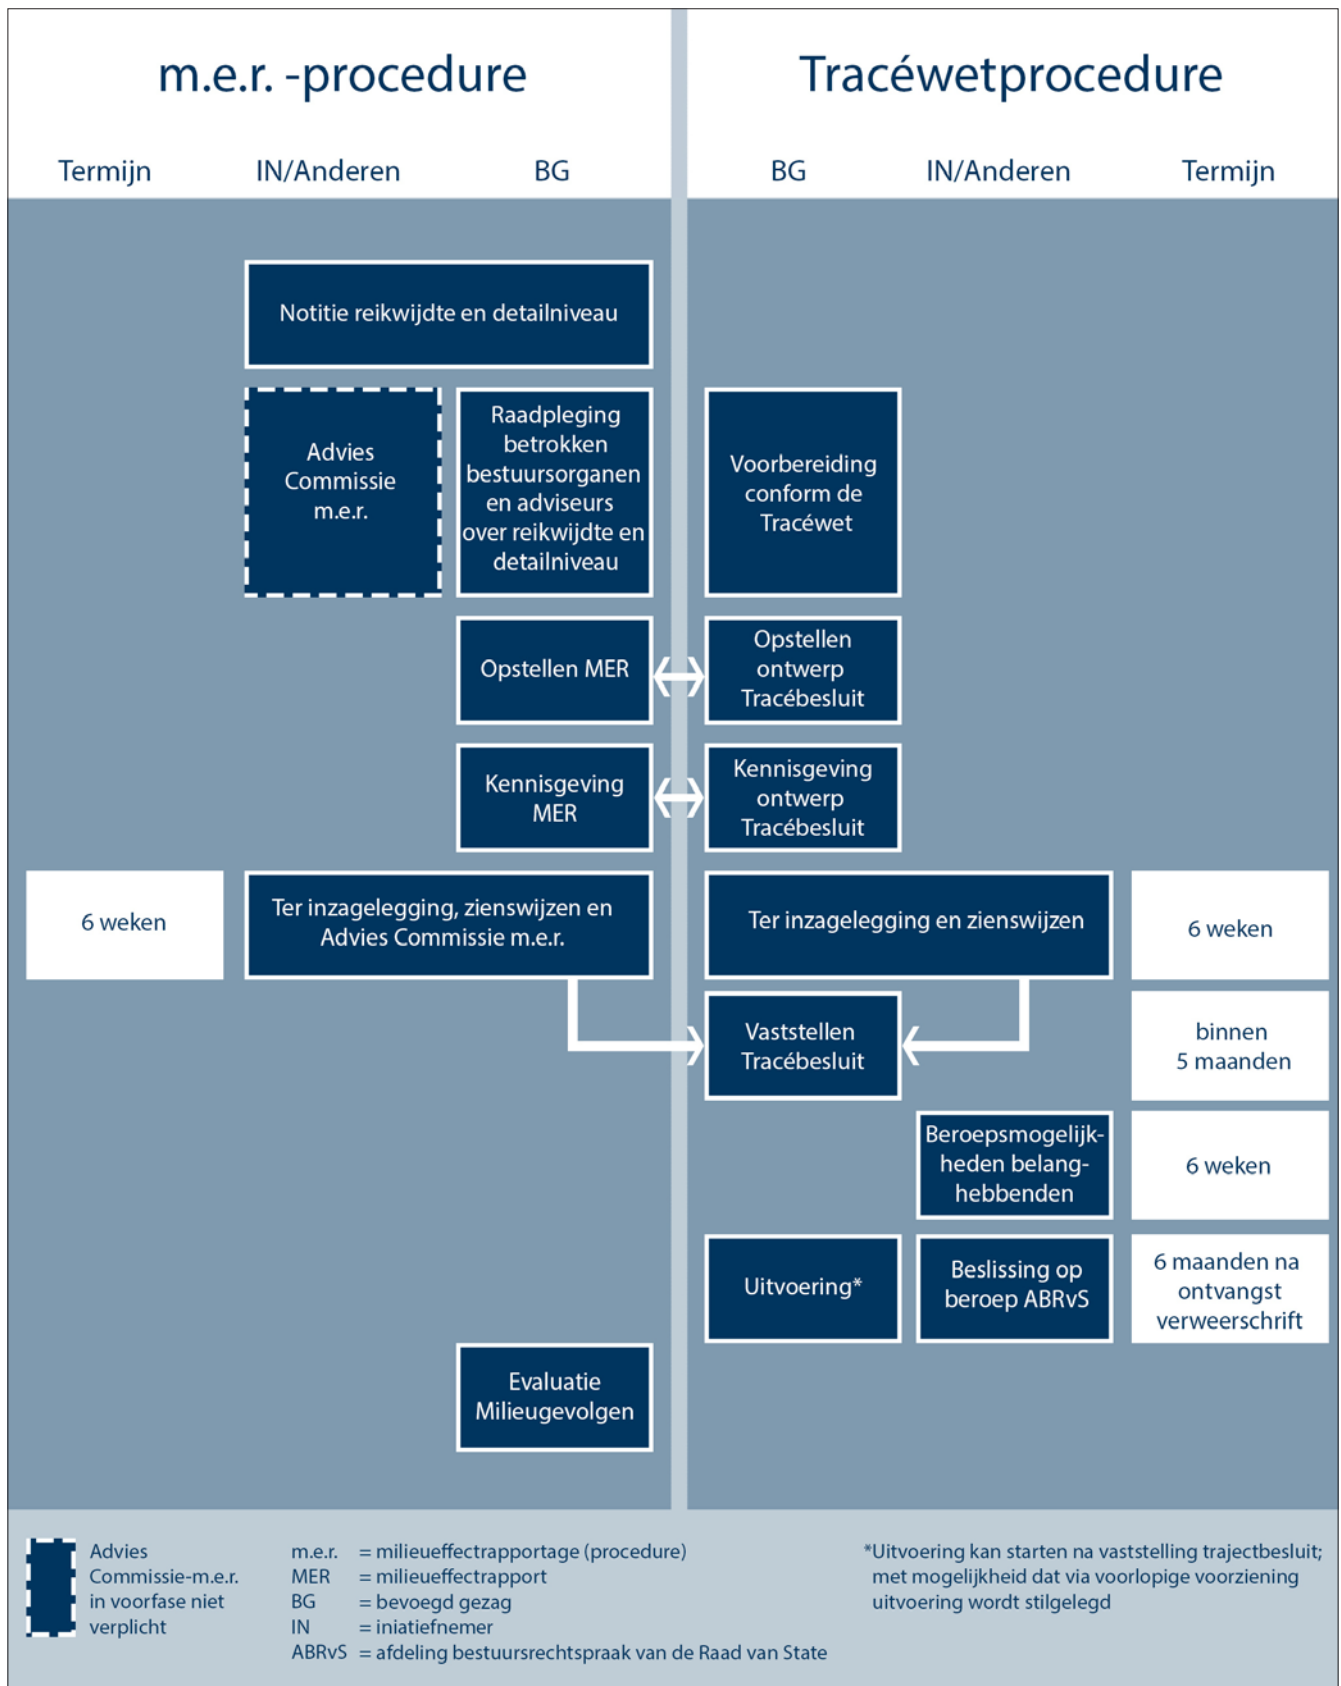 m.e.r. -procedure
Tracéwetprocedure
Termijn
IN/Anderen
BG
BG
IN/Anderen
Termijn
Notitie reikwijdte en detailniveau
Advies
Commissie
m.e.r.
Raadpleging
betrokken
bestuursorganen
en adviseurs
over reikwijdte en
detailniveau
Voorbereiding
conform de
Tracéwet
Opstellen MER
Opstellen
ontwerp
Tracébesluit
Kennisgeving
MER
Kennisgeving
ontwerp
Tracébesluit
6 weken
Ter inzagelegging, zienswijzen en
Advies Commissie m.e.r.
Ter inzagelegging en zienswijzen
6 weken
Vaststellen
Tracébesluit
binnen
5 maanden
Beroepsmogelijk-
heden belang-
hebbenden
6 weken
Uitvoering*
Beslissing op
beroep ABRvS
6 maanden na
ontvangst
verweerschrift
Evaluatie
Milieugevolgen
Advies
Commissie-m.e.r.
in voorfase niet
verplicht
m.e.r. = milieueffectrapportage (procedure)
MER = milieueffectrapport
BG = bevoegd gezag
IN = iniatiefnemer
ABRvS = afdeling bestuursrechtspraak van de Raad van State
*Uitvoering kan starten na vaststelling trajectbesluit;
met mogelijkheid dat via voorlopige voorziening
uitvoering wordt stilgelegd